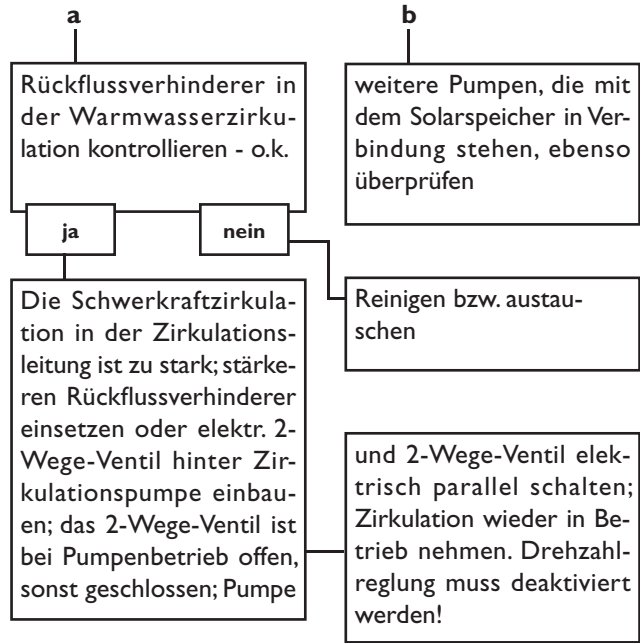 a
Rückflussverhinderer in
der Warmwasserzirku-
lation kontrollieren - o.k.
ja
nein
Die Schwerkraftzirkula-
tion in der Zirkulations-
leitung ist zu stark; stärke-
ren Rückflussverhinderer
einsetzen oder elektr. 2-
Wege-Ventil hinter Zir-
kulationspumpe einbau-
en; das 2-Wege-Ventil ist
bei Pumpenbetrieb offen,
sonst geschlossen; Pumpe
b
weitere Pumpen, die mit
dem Solarspeicher in Ver-
bindung stehen, ebenso
überprüfen
Reinigen bzw. austau-
schen
und 2-Wege-Ventil elek-
trisch parallel schalten;
Zirkulation wieder in Be-
trieb nehmen. Drehzahl-
reglung muss deaktiviert
werden!